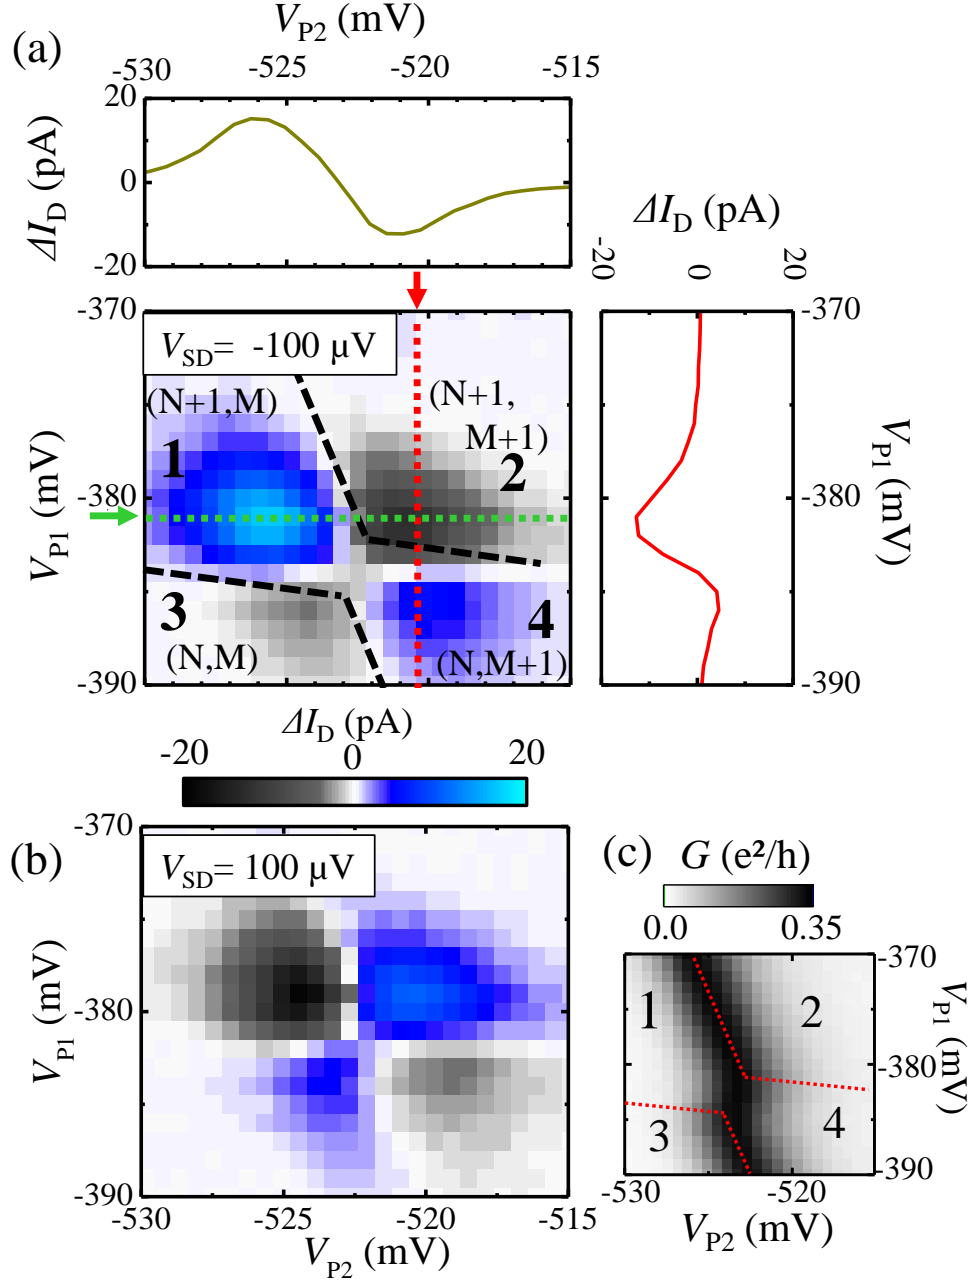 (a)
V_P2 (mV)
-530 -525 -520 -515
ΔI_D (pA)
20
0
-20
ΔI_D (pA)
-20 0 20
V_SD= -100 µV
V_P1 (mV)
-370
-380
-390
(N+1,M)
1
(N+1,
M+1)
2
3
(N,M)
4
(N,M+1)
-370
-380
-390
V_P1 (mV)
ΔI_D (pA)
-20 0 20
(b)
V_SD= 100 µV
V_P1 (mV)
-370
-380
-390
-530 -525 -520 -515
V_P2 (mV)
(c)
G (e²/h)
0.0 0.35
1 2
3 4
-370
-380
-390
V_P1 (mV)
-530 -520
V_P2 (mV)